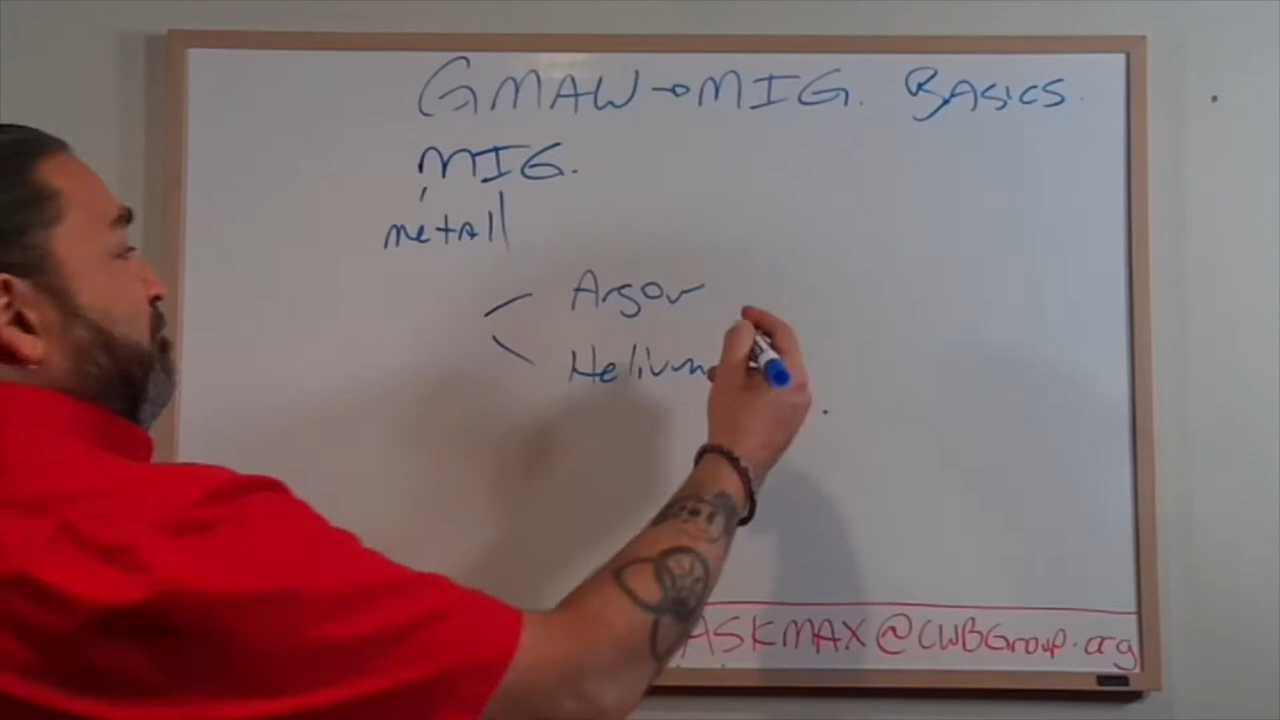 GMAW → MIG. BASICS.
MIG.
metAl |
Argon
Helium
ASKMAX@CWBGroup.org